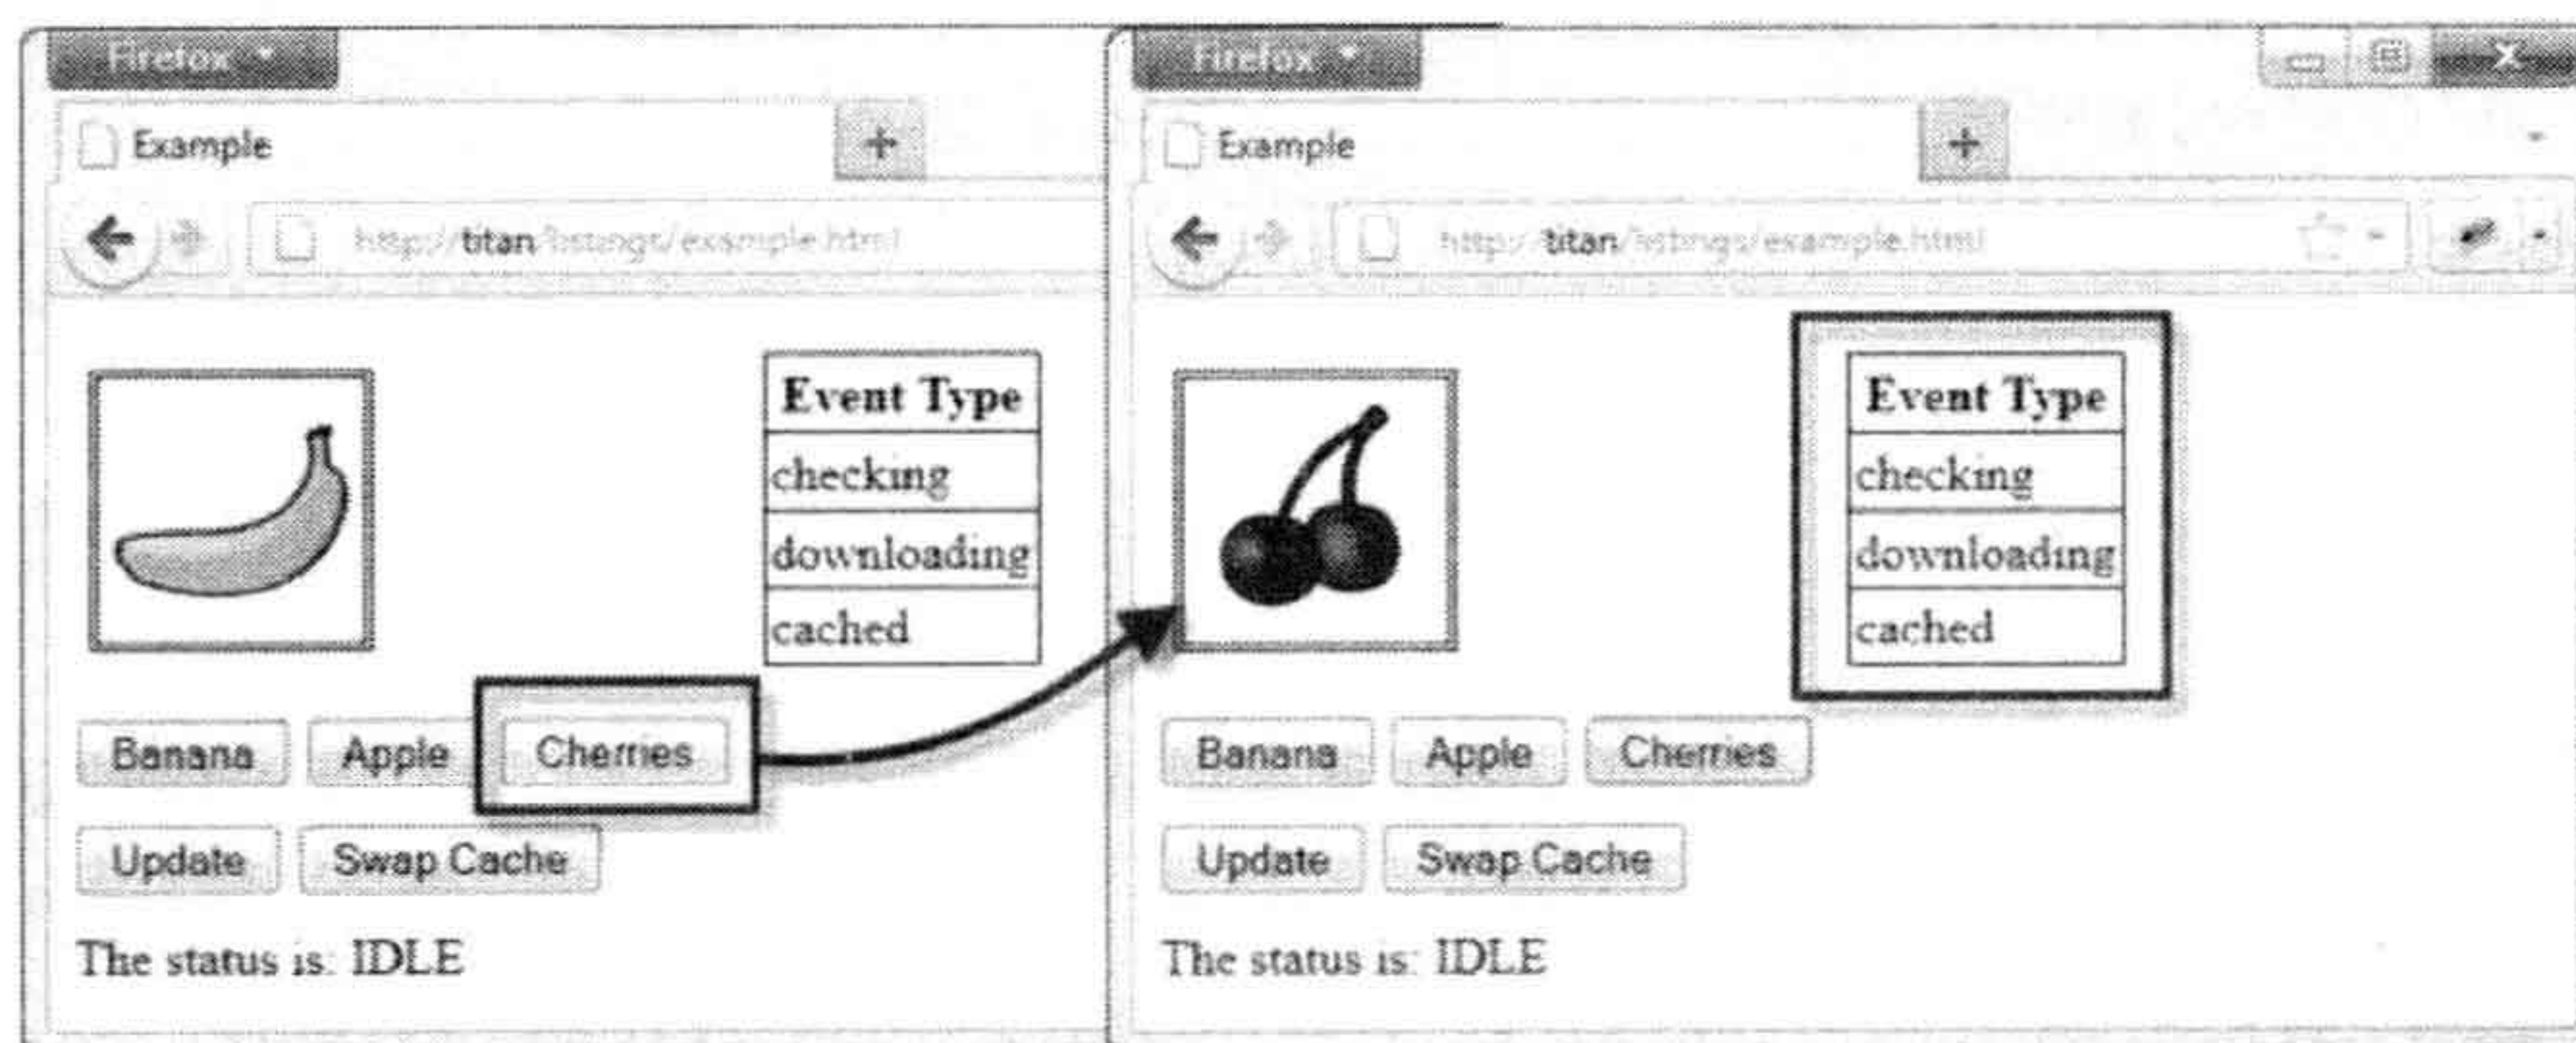 Firefox
Example
+
http://titan/listings/example.html
Event Type
checking
downloading
cached
Banana Apple Cherries
Update Swap Cache
The status is: IDLE
Firefox
X
Example
+
http://titan/listings/example.html
Event Type
checking
downloading
cached
Banana Apple Cherries
Update Swap Cache
The status is: IDLE